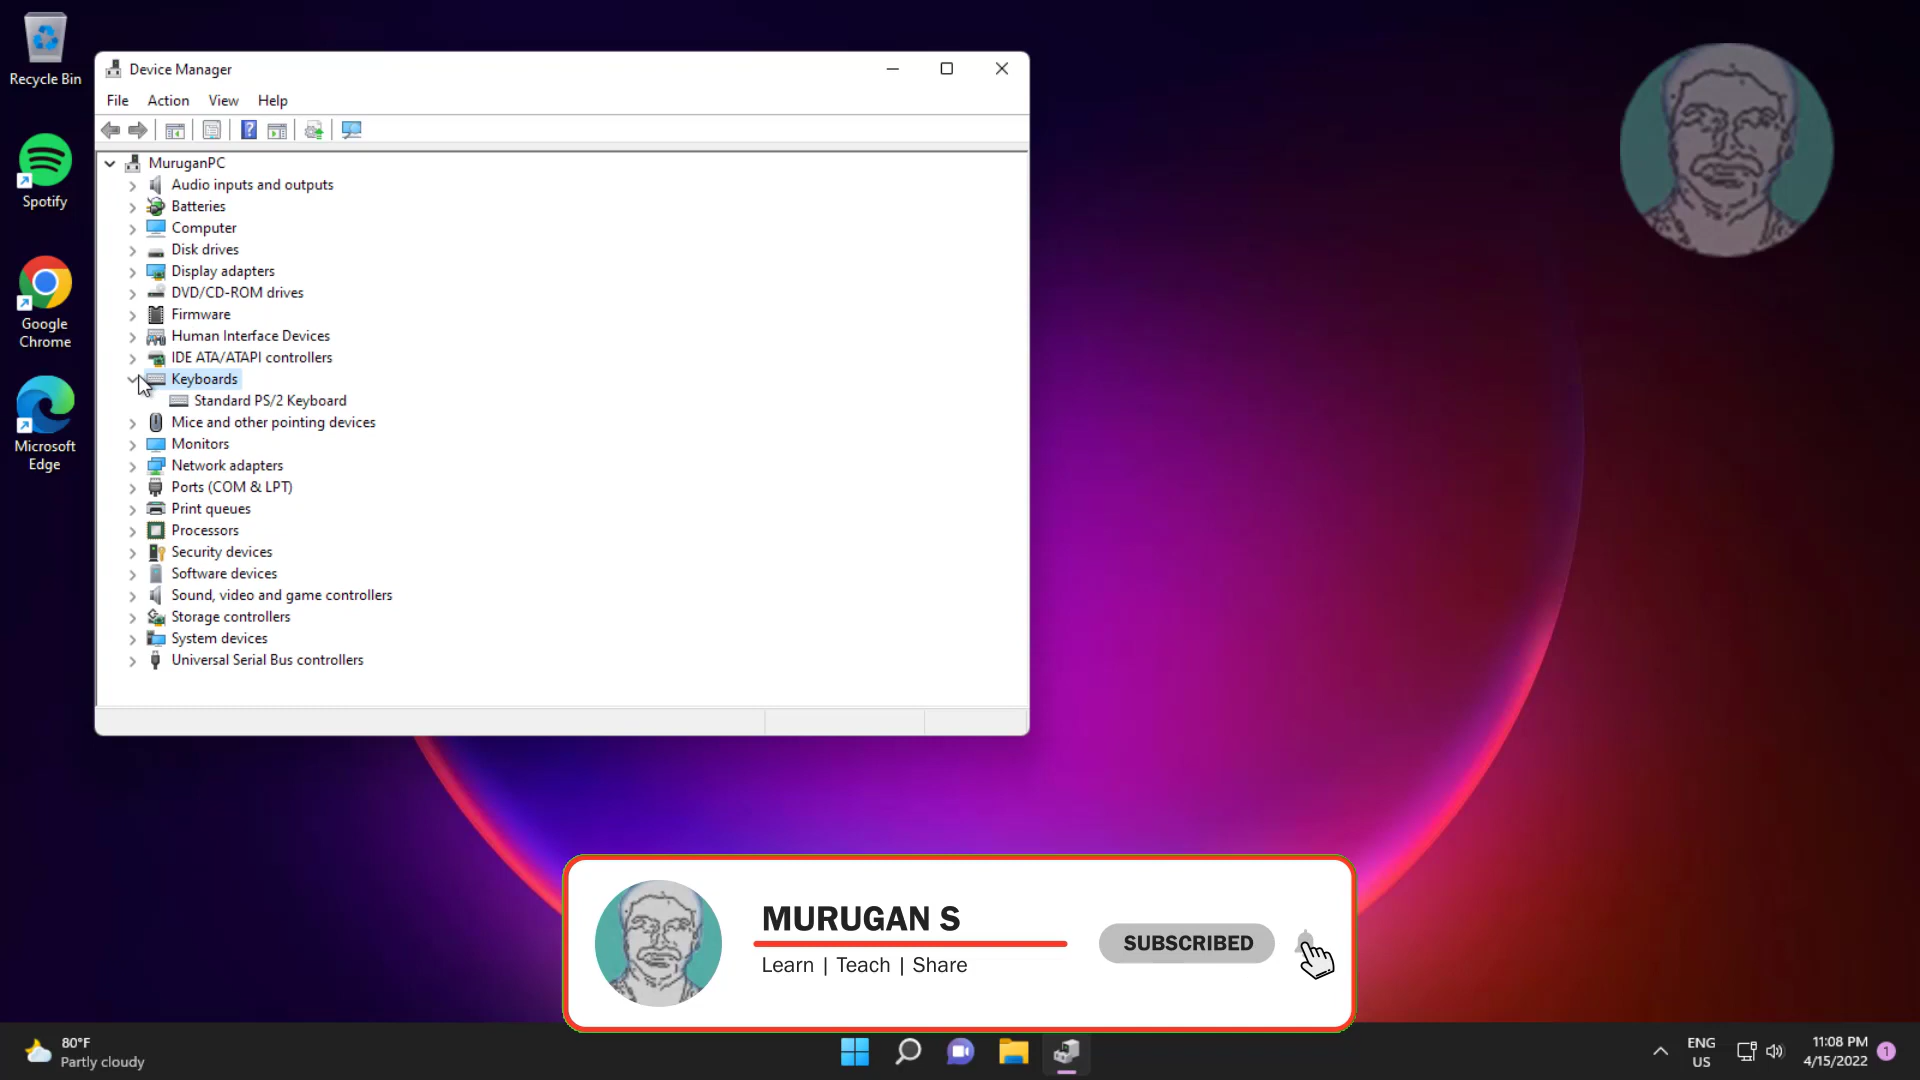 Recycle Bin
Spotify
Google
Chrome
Microsoft
Edge
Device Manager
File Action View Help
MuruganPC
Audio inputs and outputs
Batteries
Computer
Disk drives
Display adapters
DVD/CD-ROM drives
Firmware
Human Interface Devices
IDE ATA/ATAPI controllers
Keyboards
Standard PS/2 Keyboard
Mice and other pointing devices
Monitors
Network adapters
Ports (COM & LPT)
Print queues
Processors
Security devices
Software devices
Sound, video and game controllers
Storage controllers
System devices
Universal Serial Bus controllers
MURUGAN S
Learn | Teach | Share
SUBSCRIBED
80°F
Partly cloudy
ENG
US
11:08 PM
4/15/2022
1